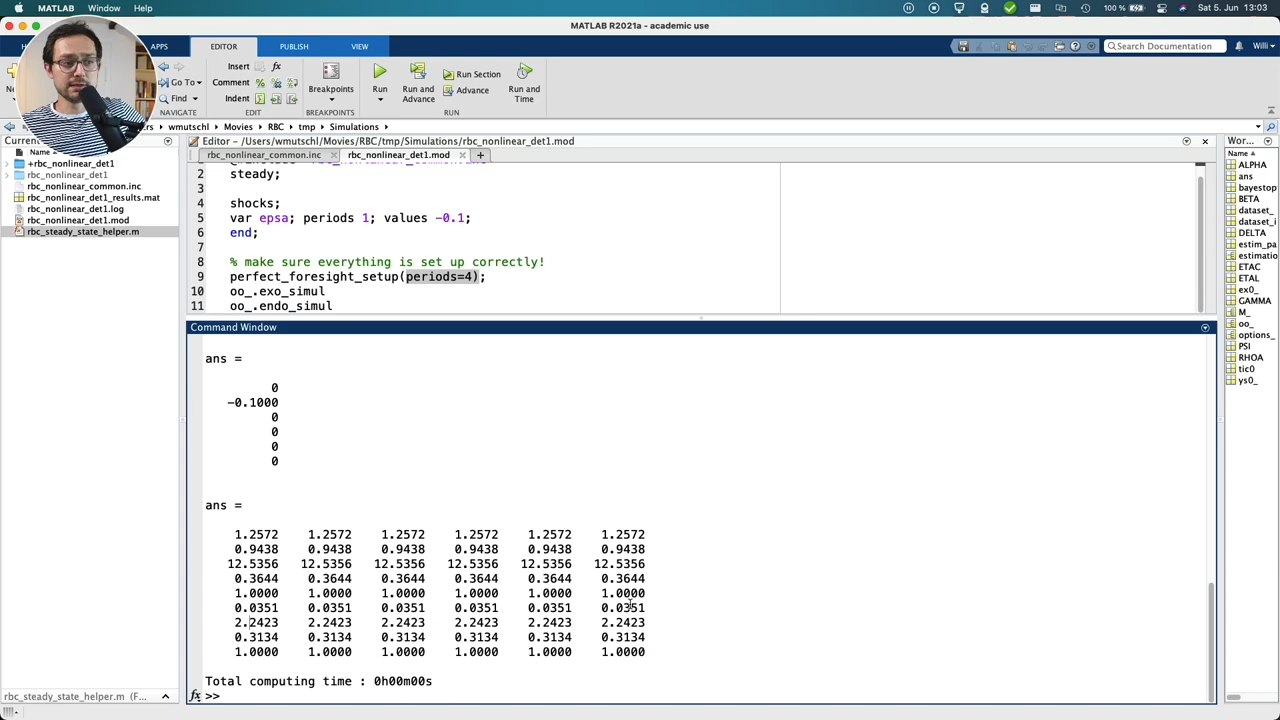 MATLAB Window Help
Sat 5. Jun 13:03
MATLAB R2021a - academic use
APPS EDITOR PUBLISH VIEW
Search Documentation
Willi
Insert fx
Comment %
Indent
Go To
Find
Breakpoints
Run
Run and Advance
Run Section
Advance
Run and Time
NAVIGATE EDIT BREAKPOINTS RUN
wmutschl Movies RBC tmp Simulations
Editor - /Users/wmutschl/Movies/RBC/tmp/Simulations/rbc_nonlinear_det1.mod
rbc_nonlinear_common.inc rbc_nonlinear_det1.mod
Name
+rbc_nonlinear_det1
rbc_nonlinear_det1
rbc_nonlinear_common.inc
rbc_nonlinear_det1_results.mat
rbc_nonlinear_det1.log
rbc_nonlinear_det1.mod
rbc_steady_state_helper.m
2 steady;
3
4 shocks;
5 var epsa; periods 1; values -0.1;
6 end;
7
8 % make sure everything is set up correctly!
9 perfect_foresight_setup(periods=4);
10 oo_.exo_simul
11 oo_.endo_simul
Command Window
ans =
0
-0.1000
0
0
0
0
ans =
1.2572 1.2572 1.2572 1.2572 1.2572 1.2572
0.9438 0.9438 0.9438 0.9438 0.9438 0.9438
12.5356 12.5356 12.5356 12.5356 12.5356 12.5356
0.3644 0.3644 0.3644 0.3644 0.3644 0.3644
1.0000 1.0000 1.0000 1.0000 1.0000 1.0000
0.0351 0.0351 0.0351 0.0351 0.0351 0.0351
2.2423 2.2423 2.2423 2.2423 2.2423 2.2423
0.3134 0.3134 0.3134 0.3134 0.3134 0.3134
1.0000 1.0000 1.0000 1.0000 1.0000 1.0000
Total computing time : 0h00m00s
fx >>
rbc_steady_state_helper.m (F...
Wor...
Name
ALPHA
ans
bayestop
BETA
dataset_
dataset_i
DELTA
estim_pa
estimatio
ETAC
ETAL
ex0_
GAMMA
M_
oo_
options_
PSI
RHOA
tic0
ys0_